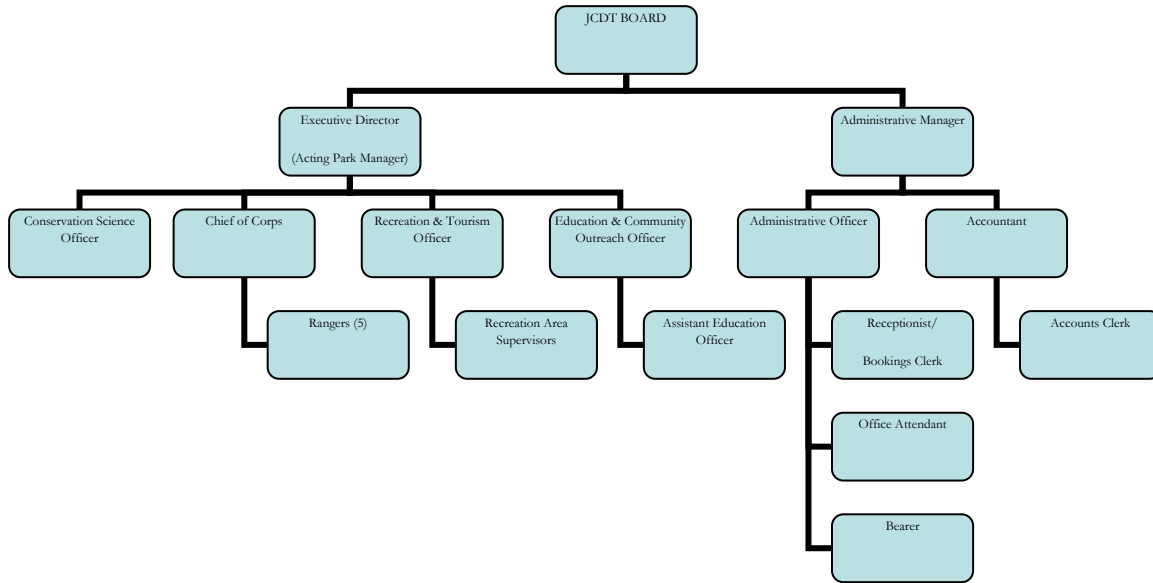 JCDT BOARD
Executive Director
(Acting Park Manager)
Administrative Manager
Conservation Science
Officer
Chief of Corps
Recreation & Tourism
Officer
Education & Community
Outreach Officer
Administrative Officer
Accountant
Rangers (5)
Recreation Area
Supervisors
Assistant Education
Officer
Receptionist/
Bookings Clerk
Accounts Clerk
Office Attendant
Bearer